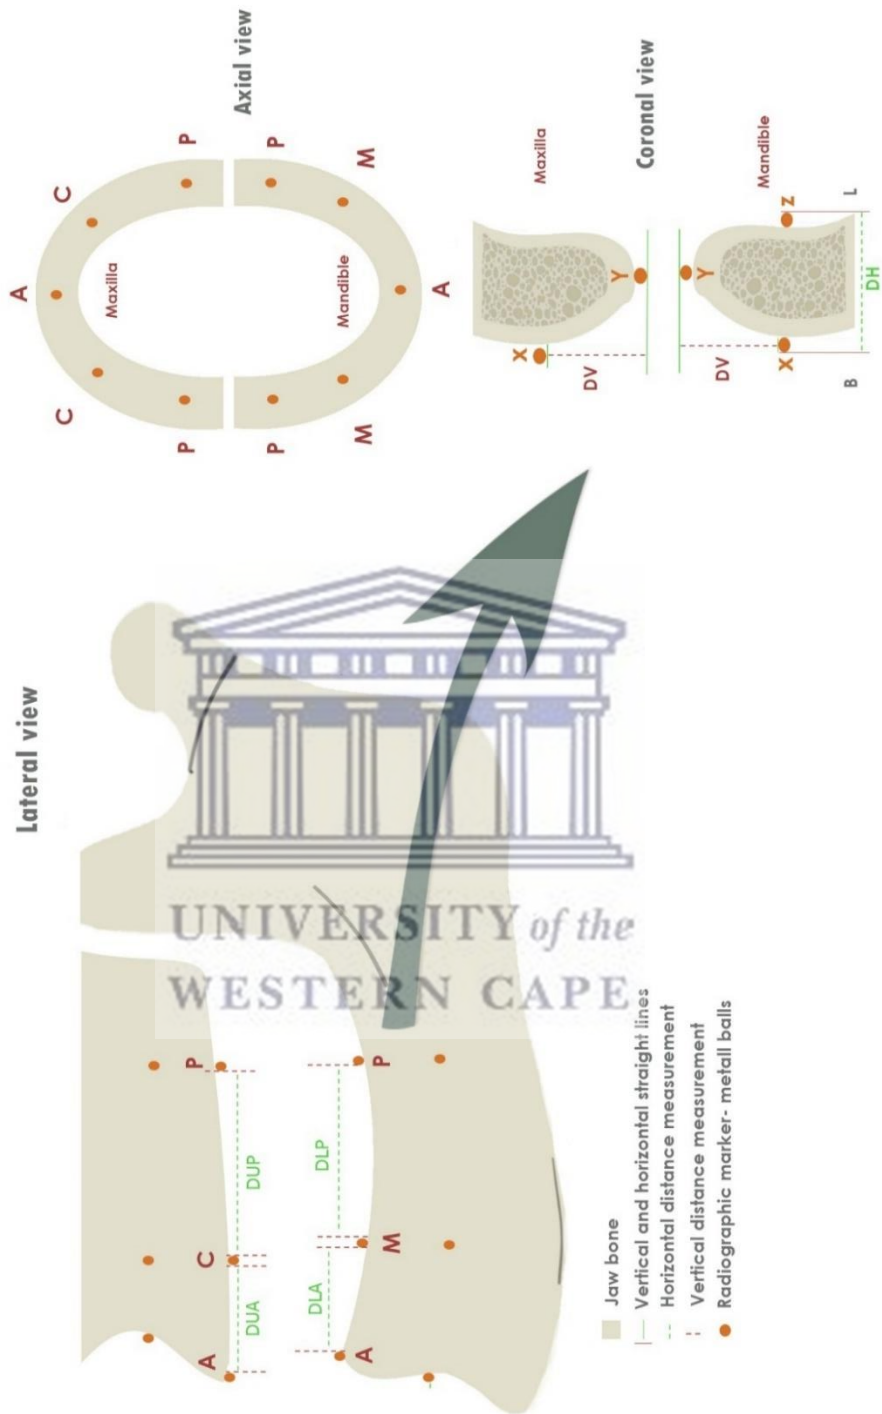 Lateral view
A
C
P
DUA
DUP
DLA
DLP
A
M
P
Jaw bone
Vertical and horizontal straight lines
Horizontal distance measurement
Vertical distance measurement
Radiographic marker- metall balls
UNIVERSITY of the
WESTERN CAPE
A
C
C
Maxilla
P
P
P
P
Mandible
M
M
A
Axial view
X
Y
DV
Maxilla
Coronal view
Y
DV
X
Z
Mandible
B
L
DH